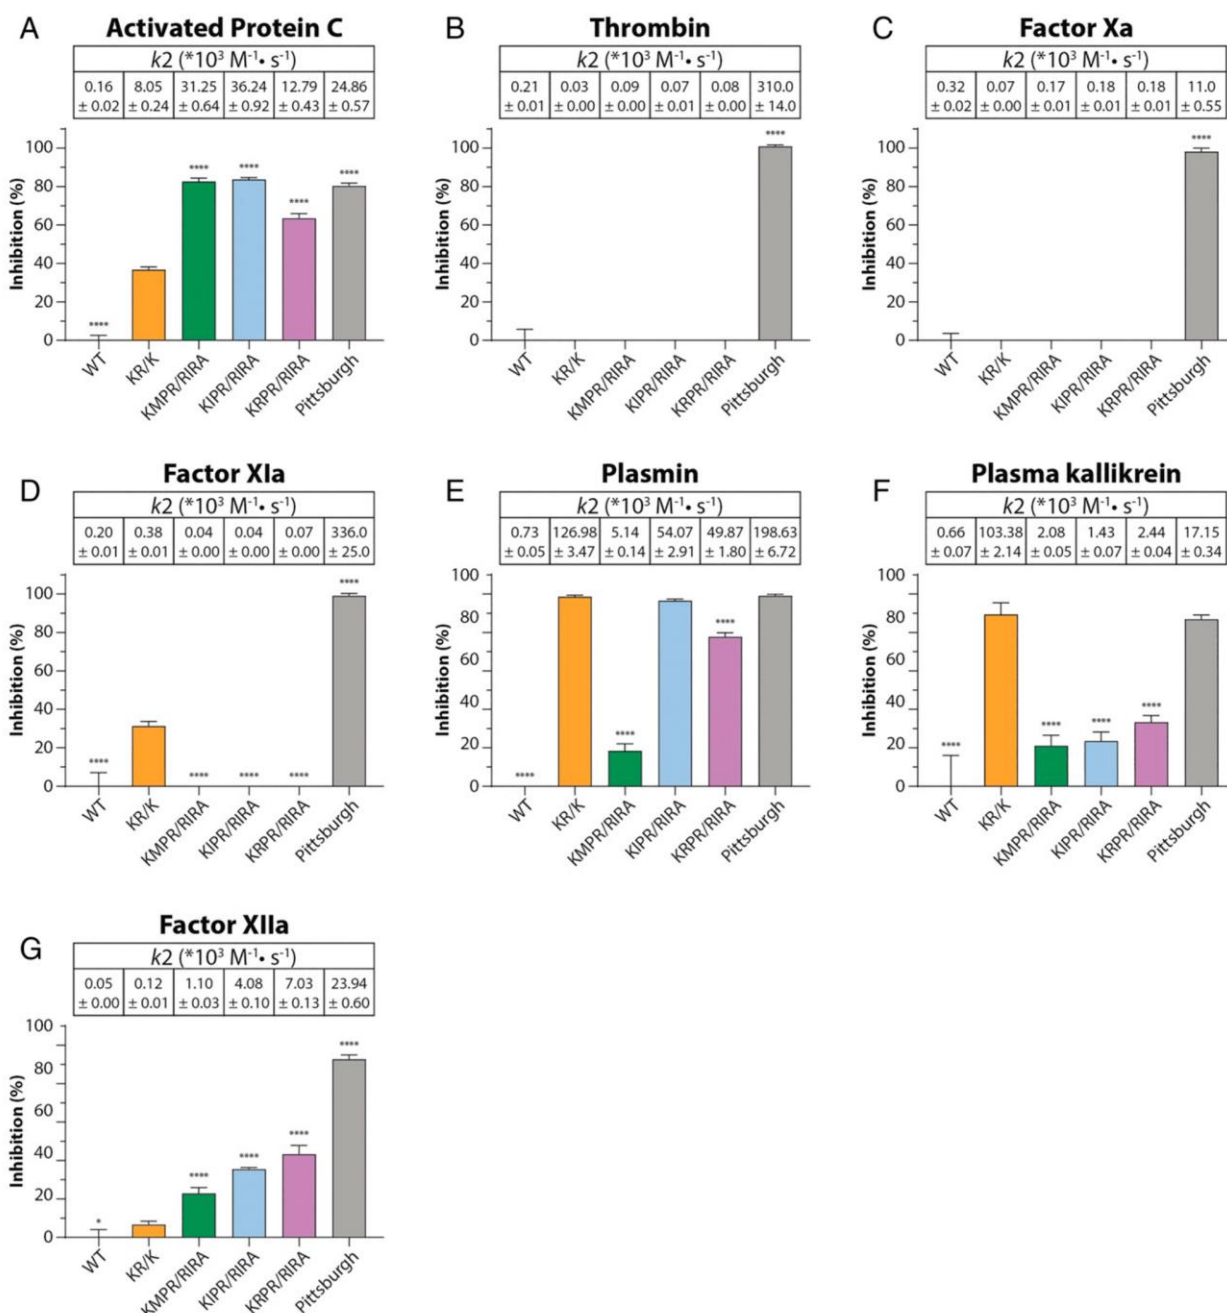 A Activated Protein C
k2 (*10³ M⁻¹• s⁻¹)
0.16 8.05 31.25 36.24 12.79 24.86
± 0.02 ± 0.24 ± 0.64 ± 0.92 ± 0.43 ± 0.57
Inhibition (%)
100
80
60
40
20
0
**** **** **** **** ****
WT KR/K KMPR/RIRA KIPR/RIRA KRPR/RIRA Pittsburgh
B Thrombin
k2 (*10³ M⁻¹• s⁻¹)
0.21 0.03 0.09 0.07 0.08 310.0
± 0.01 ± 0.00 ± 0.00 ± 0.01 ± 0.00 ± 14.0
Inhibition (%)
100
80
60
40
20
0
****
WT KR/K KMPR/RIRA KIPR/RIRA KRPR/RIRA Pittsburgh
C Factor Xa
k2 (*10³ M⁻¹• s⁻¹)
0.32 0.07 0.17 0.18 0.18 11.0
± 0.02 ± 0.00 ± 0.01 ± 0.01 ± 0.01 ± 0.55
Inhibition (%)
100
80
60
40
20
0
****
WT KR/K KMPR/RIRA KIPR/RIRA KRPR/RIRA Pittsburgh
D Factor XIa
k2 (*10³ M⁻¹• s⁻¹)
0.20 0.38 0.04 0.04 0.07 336.0
± 0.01 ± 0.01 ± 0.00 ± 0.00 ± 0.00 ± 25.0
Inhibition (%)
100
80
60
40
20
0
**** **** **** **** ****
WT KR/K KMPR/RIRA KIPR/RIRA KRPR/RIRA Pittsburgh
E Plasmin
k2 (*10³ M⁻¹• s⁻¹)
0.73 126.98 5.14 54.07 49.87 198.63
± 0.05 ± 3.47 ± 0.14 ± 2.91 ± 1.80 ± 6.72
Inhibition (%)
100
80
60
40
20
0
**** **** ****
WT KR/K KMPR/RIRA KIPR/RIRA KRPR/RIRA Pittsburgh
F Plasma kallikrein
k2 (*10³ M⁻¹• s⁻¹)
0.66 103.38 2.08 1.43 2.44 17.15
± 0.07 ± 2.14 ± 0.05 ± 0.07 ± 0.04 ± 0.34
Inhibition (%)
100
80
60
40
20
0
**** **** **** ****
WT KR/K KMPR/RIRA KIPR/RIRA KRPR/RIRA Pittsburgh
G Factor XIIa
k2 (*10³ M⁻¹• s⁻¹)
0.05 0.12 1.10 4.08 7.03 23.94
± 0.00 ± 0.01 ± 0.03 ± 0.10 ± 0.13 ± 0.60
Inhibition (%)
100
80
60
40
20
0
* **** **** **** ****
WT KR/K KMPR/RIRA KIPR/RIRA KRPR/RIRA Pittsburgh